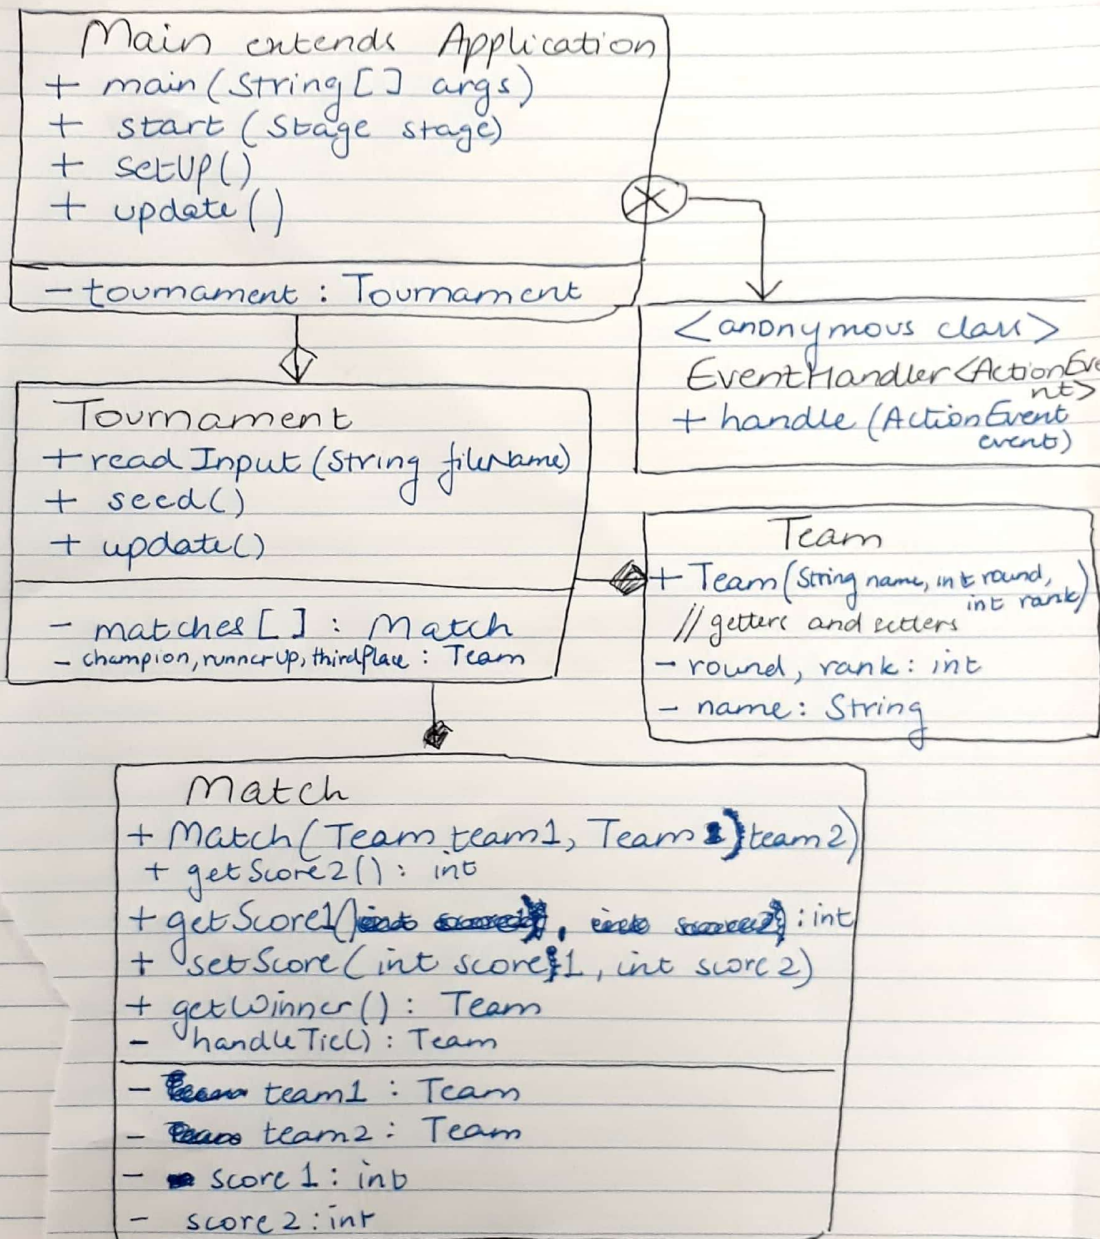 Main extends Application
+ main(String[] args)
+ start(Stage stage)
+ setUp()
+ update()
- tournament : Tournament
<anonymous class>
EventHandler<ActionEve
nt>
+ handle(ActionEvent
event)
Tournament
+ readInput(String fileName)
+ seed()
+ update()
- matches[] : Match
- champion, runnerUp, thirdPlace : Team
Team
+ Team(String name, int round,
int rank)
// getters and setters
- round, rank : int
- name : String
Match
+ Match(Team team1, Team team2)
+ getScore2() : int
+ getScore1() : int
+ setScore(int score1, int score2)
+ getWinner() : Team
- handleTie() : Team
- team1 : Team
- team2 : Team
- score1 : int
- score2 : int